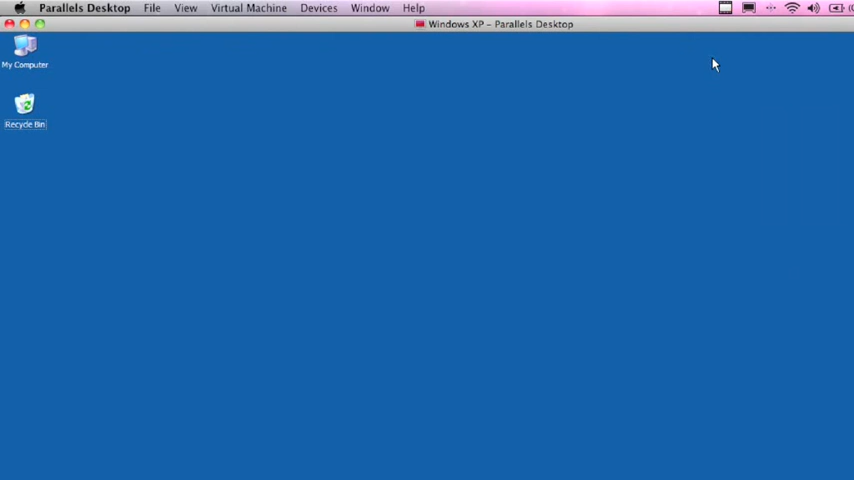 Parallels Desktop File View Virtual Machine Devices Window Help
Windows XP – Parallels Desktop
My Computer
Recycle Bin